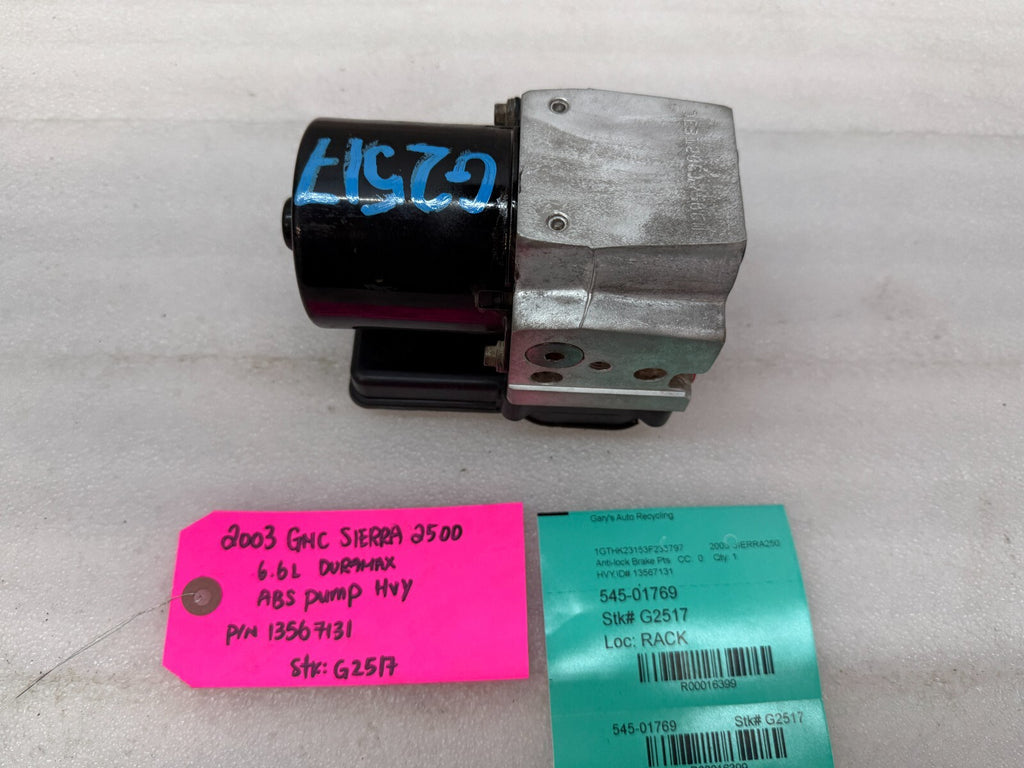 G2517
2003 GMC SIERRA 2500
6.6L DURAMAX
ABS PUMP HVY
P/N 13567131
Stk: G2517
Gary's Auto Recycling
Anti-lock Brake Pts CC: 0 Qty: 1
HVY,ID# 13567131
545-01769
Stk# G2517
Loc: RACK
R00016399
545-01769 Stk# G2517
R00016399